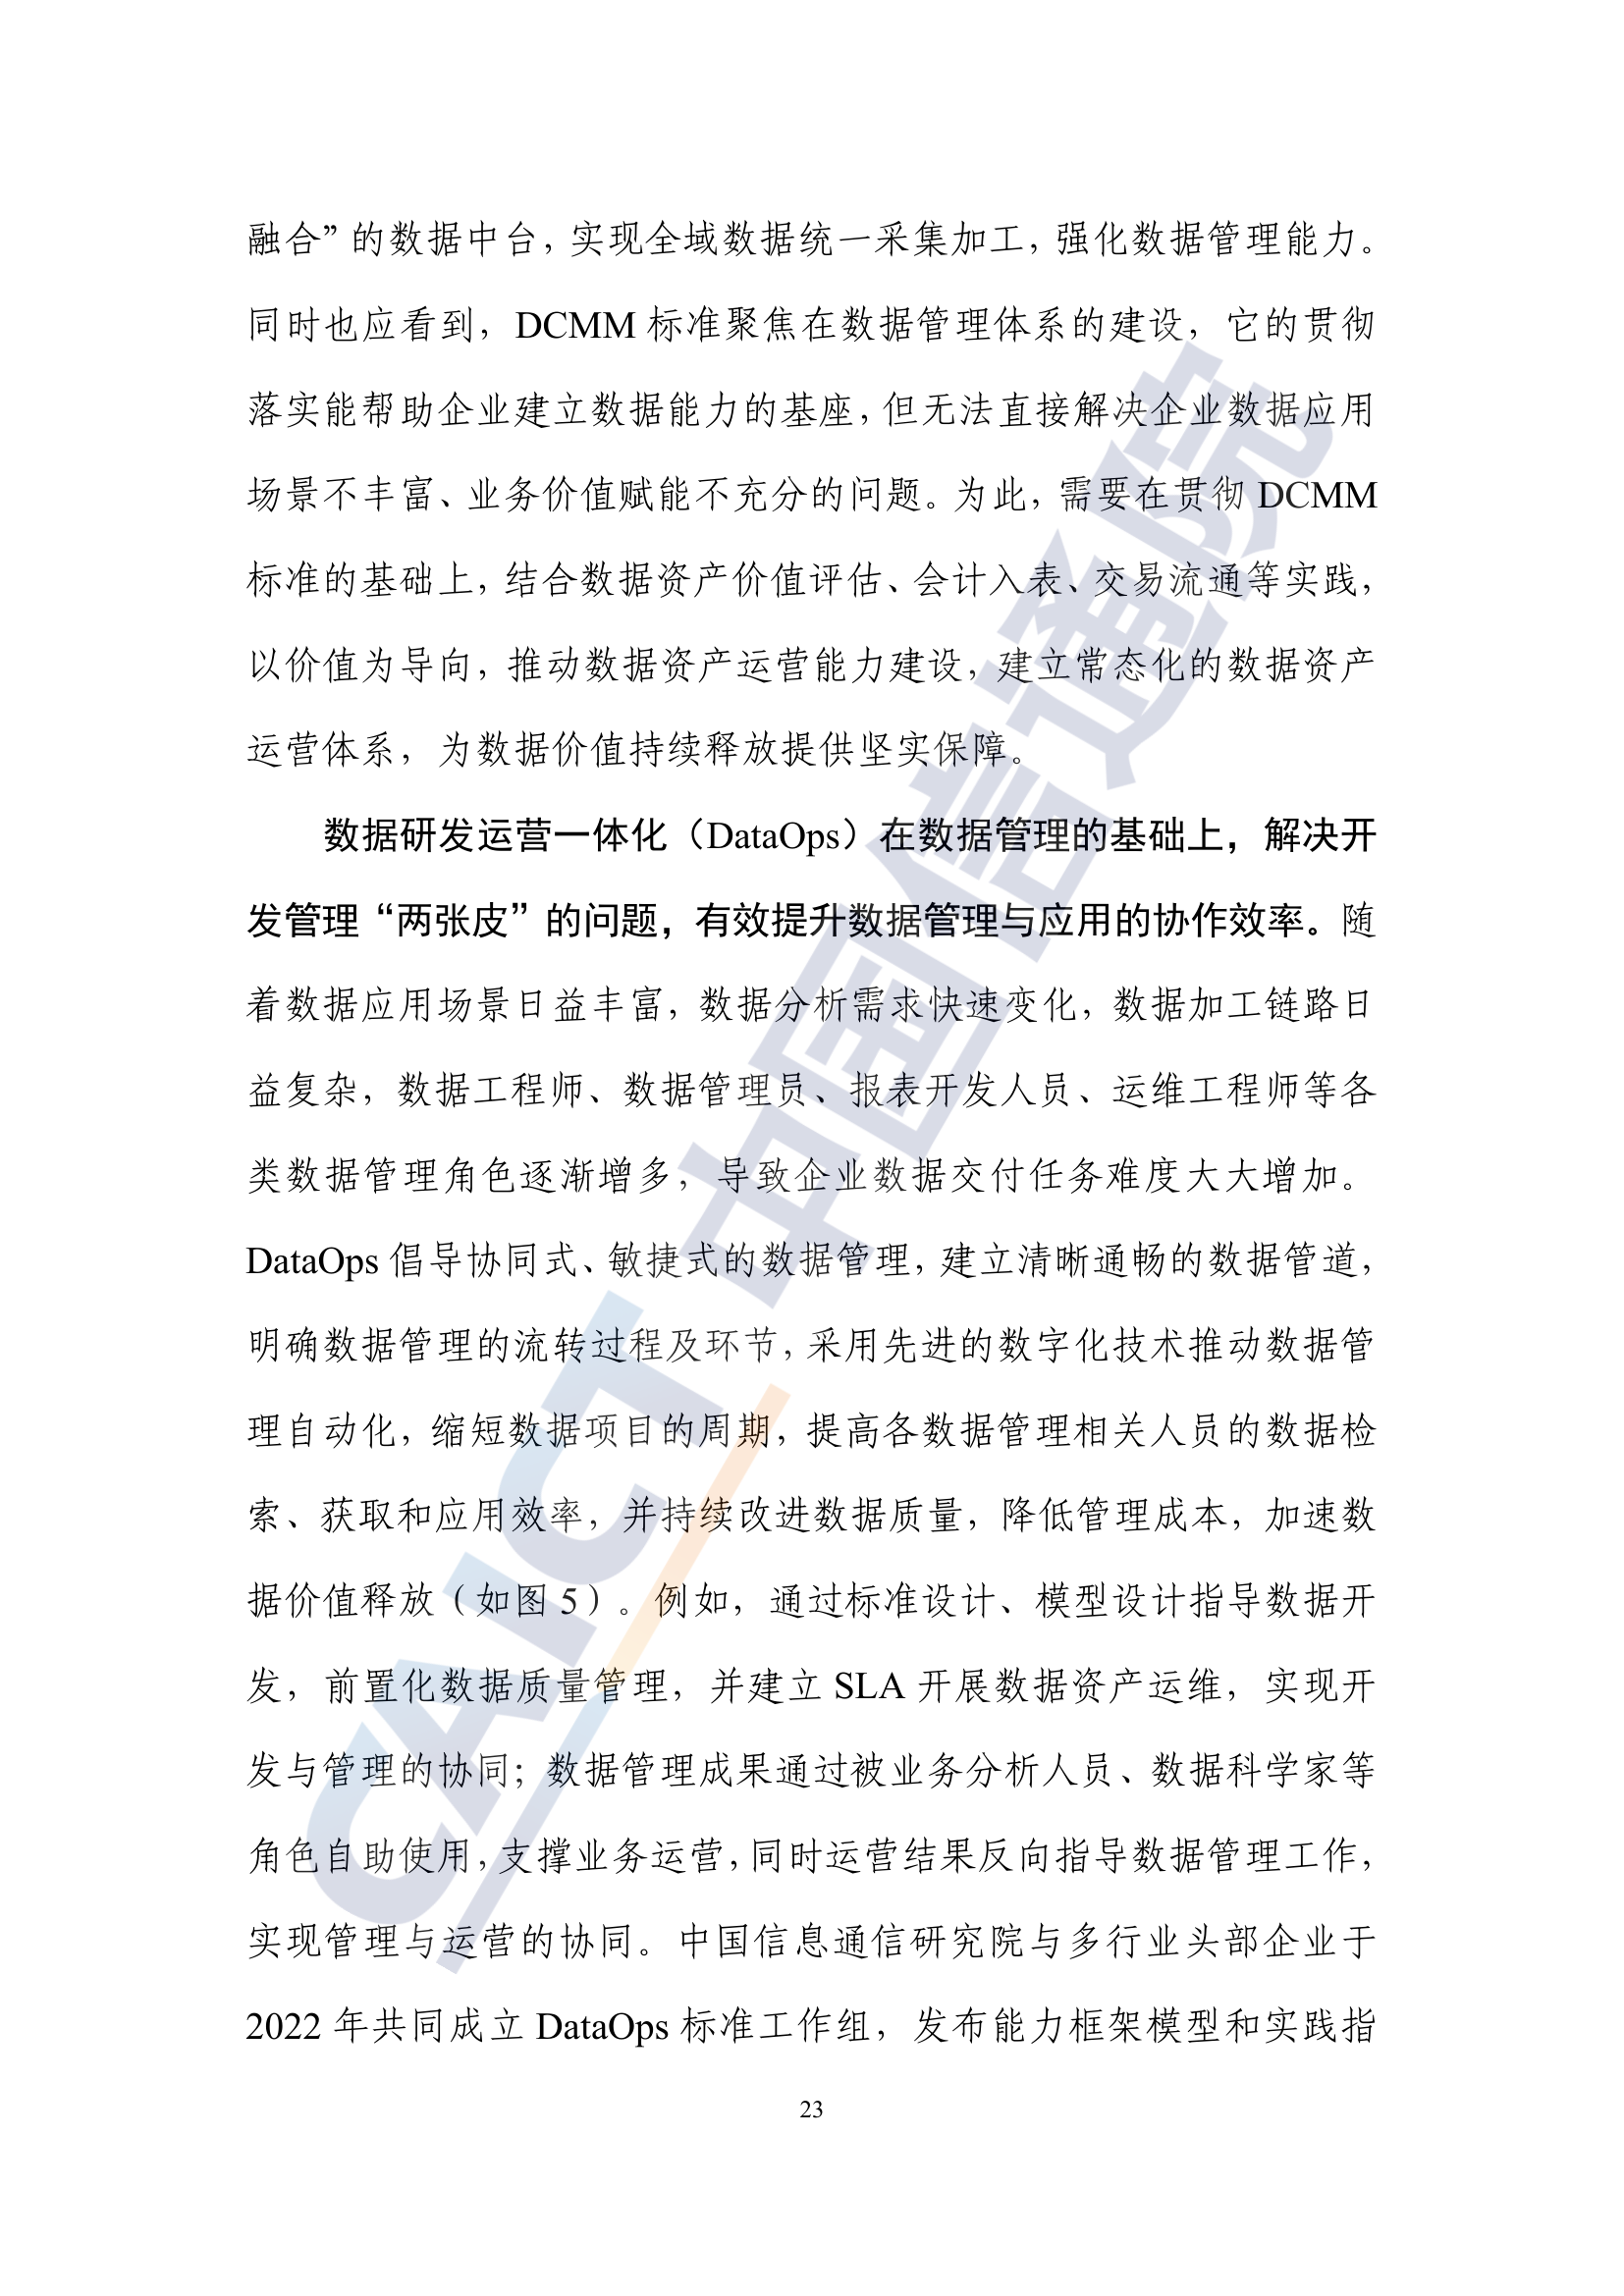 融合”的数据中台，实现全域数据统一采集加工，强化数据管理能力。
同时也应看到，DCMM 标准聚焦在数据管理体系的建设，它的贯彻
落实能帮助企业建立数据能力的基座，但无法直接解决企业数据应用
场景不丰富、业务价值赋能不充分的问题。为此，需要在贯彻 DCMM
标准的基础上，结合数据资产价值评估、会计入表、交易流通等实践，
以价值为导向，推动数据资产运营能力建设，建立常态化的数据资产
运营体系，为数据价值持续释放提供坚实保障。
数据研发运营一体化（DataOps）在数据管理的基础上，解决开
发管理“两张皮”的问题，有效提升数据管理与应用的协作效率。随
着数据应用场景日益丰富，数据分析需求快速变化，数据加工链路日
益复杂，数据工程师、数据管理员、报表开发人员、运维工程师等各
类数据管理角色逐渐增多，导致企业数据交付任务难度大大增加。
DataOps 倡导协同式、敏捷式的数据管理，建立清晰通畅的数据管道，
明确数据管理的流转过程及环节，采用先进的数字化技术推动数据管
理自动化，缩短数据项目的周期，提高各数据管理相关人员的数据检
索、获取和应用效率，并持续改进数据质量，降低管理成本，加速数
据价值释放（如图 5）。例如，通过标准设计、模型设计指导数据开
发，前置化数据质量管理，并建立 SLA 开展数据资产运维，实现开
发与管理的协同；数据管理成果通过被业务分析人员、数据科学家等
角色自助使用，支撑业务运营，同时运营结果反向指导数据管理工作，
实现管理与运营的协同。中国信息通信研究院与多行业头部企业于
2022 年共同成立 DataOps 标准工作组，发布能力框架模型和实践指
23
CAICT 中国信通院